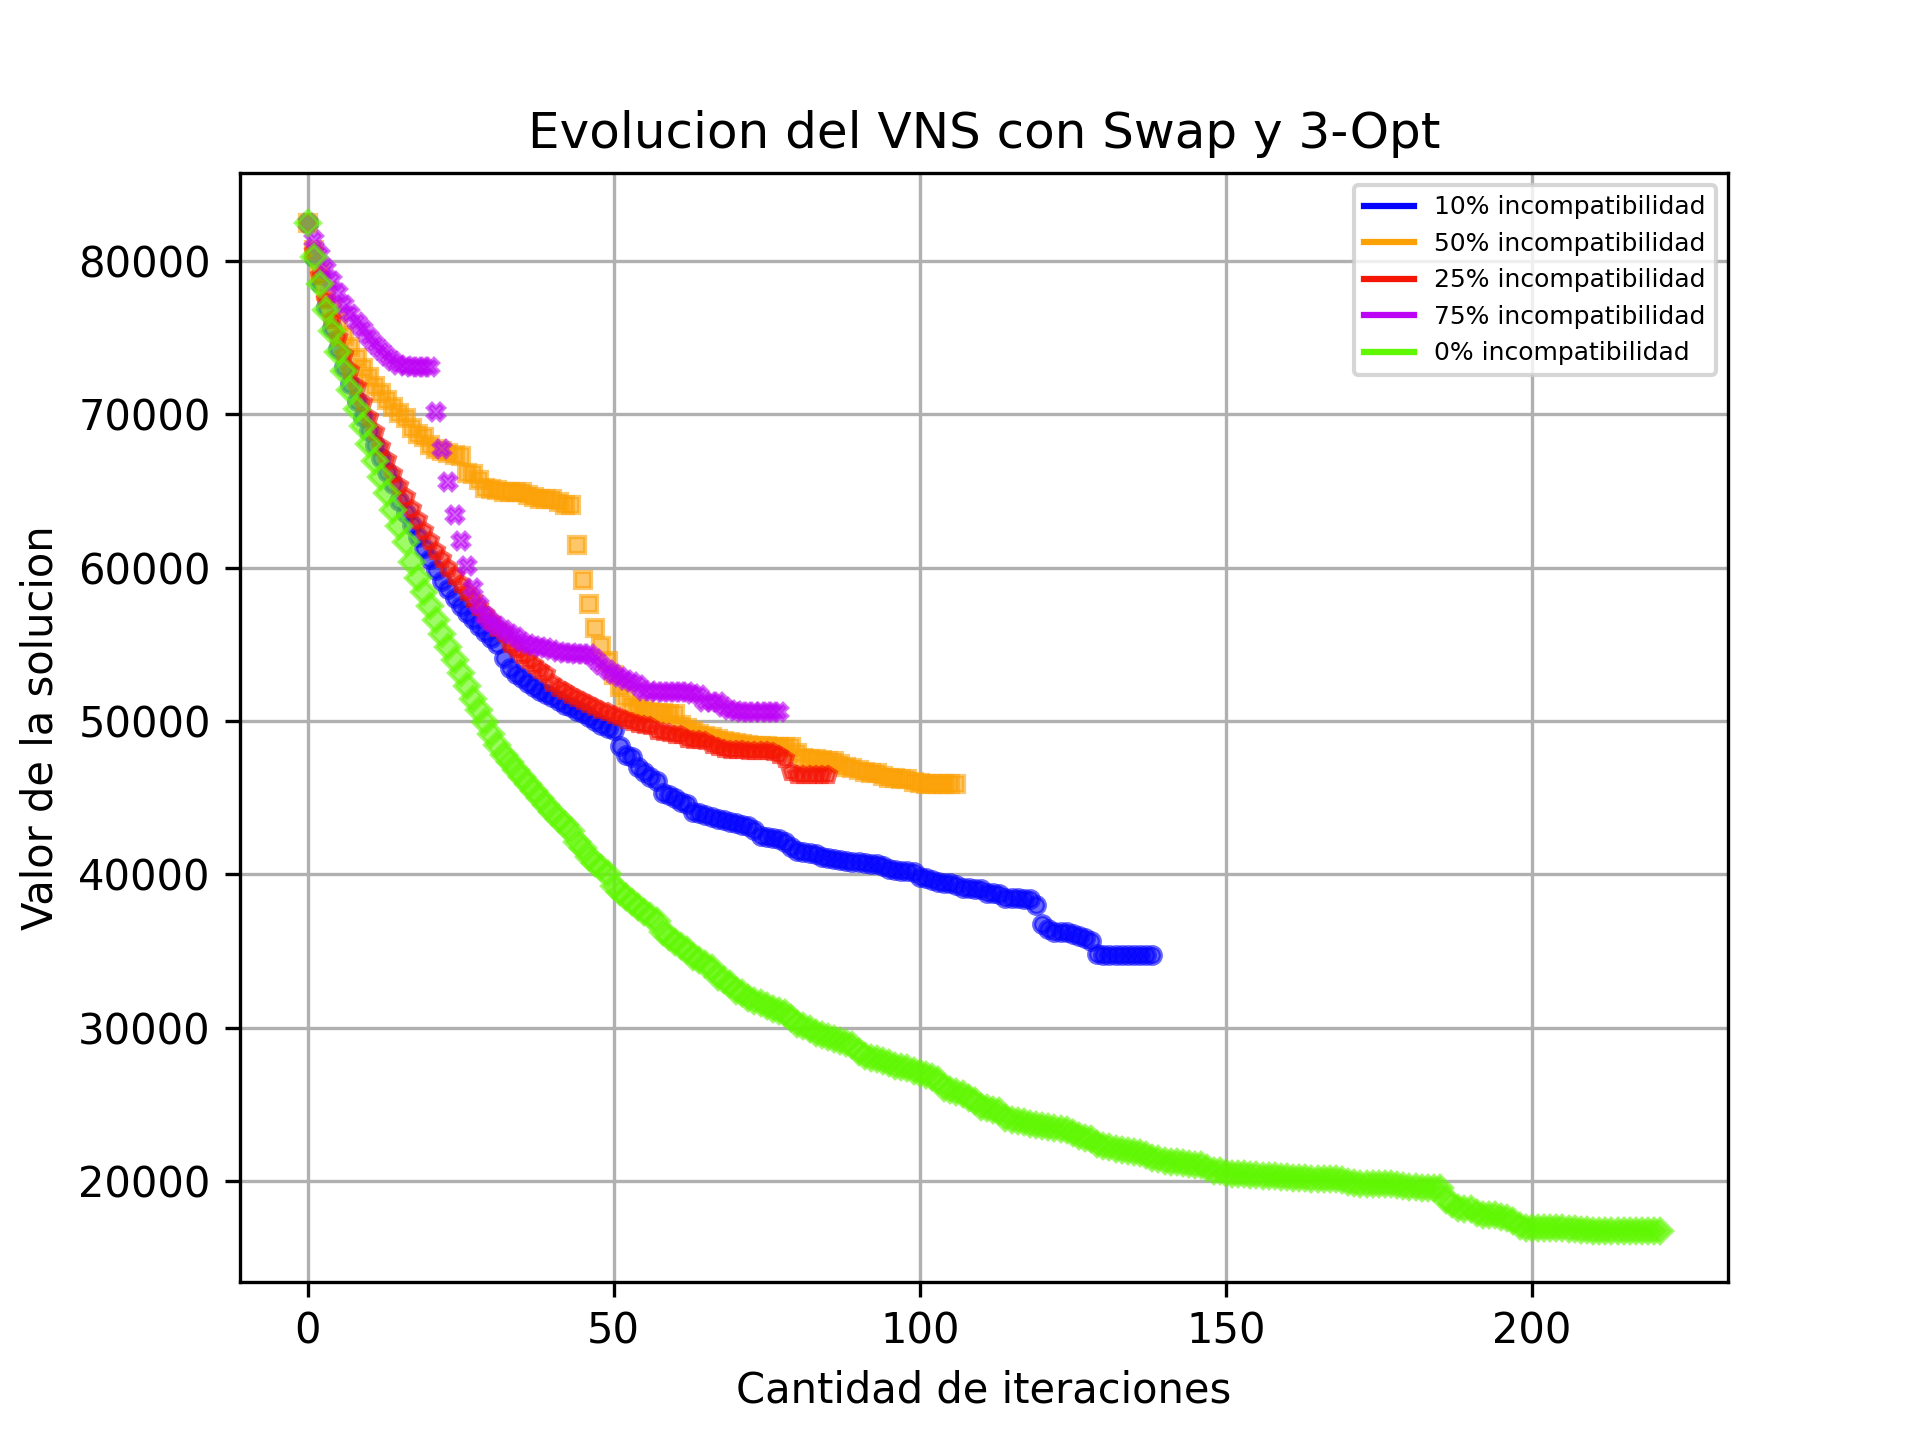 Evolucion del VNS con Swap y 3-Opt
10% incompatibilidad
50% incompatibilidad
25% incompatibilidad
75% incompatibilidad
0% incompatibilidad
Valor de la solucion
80000
70000
60000
50000
40000
30000
20000
0 50 100 150 200
Cantidad de iteraciones